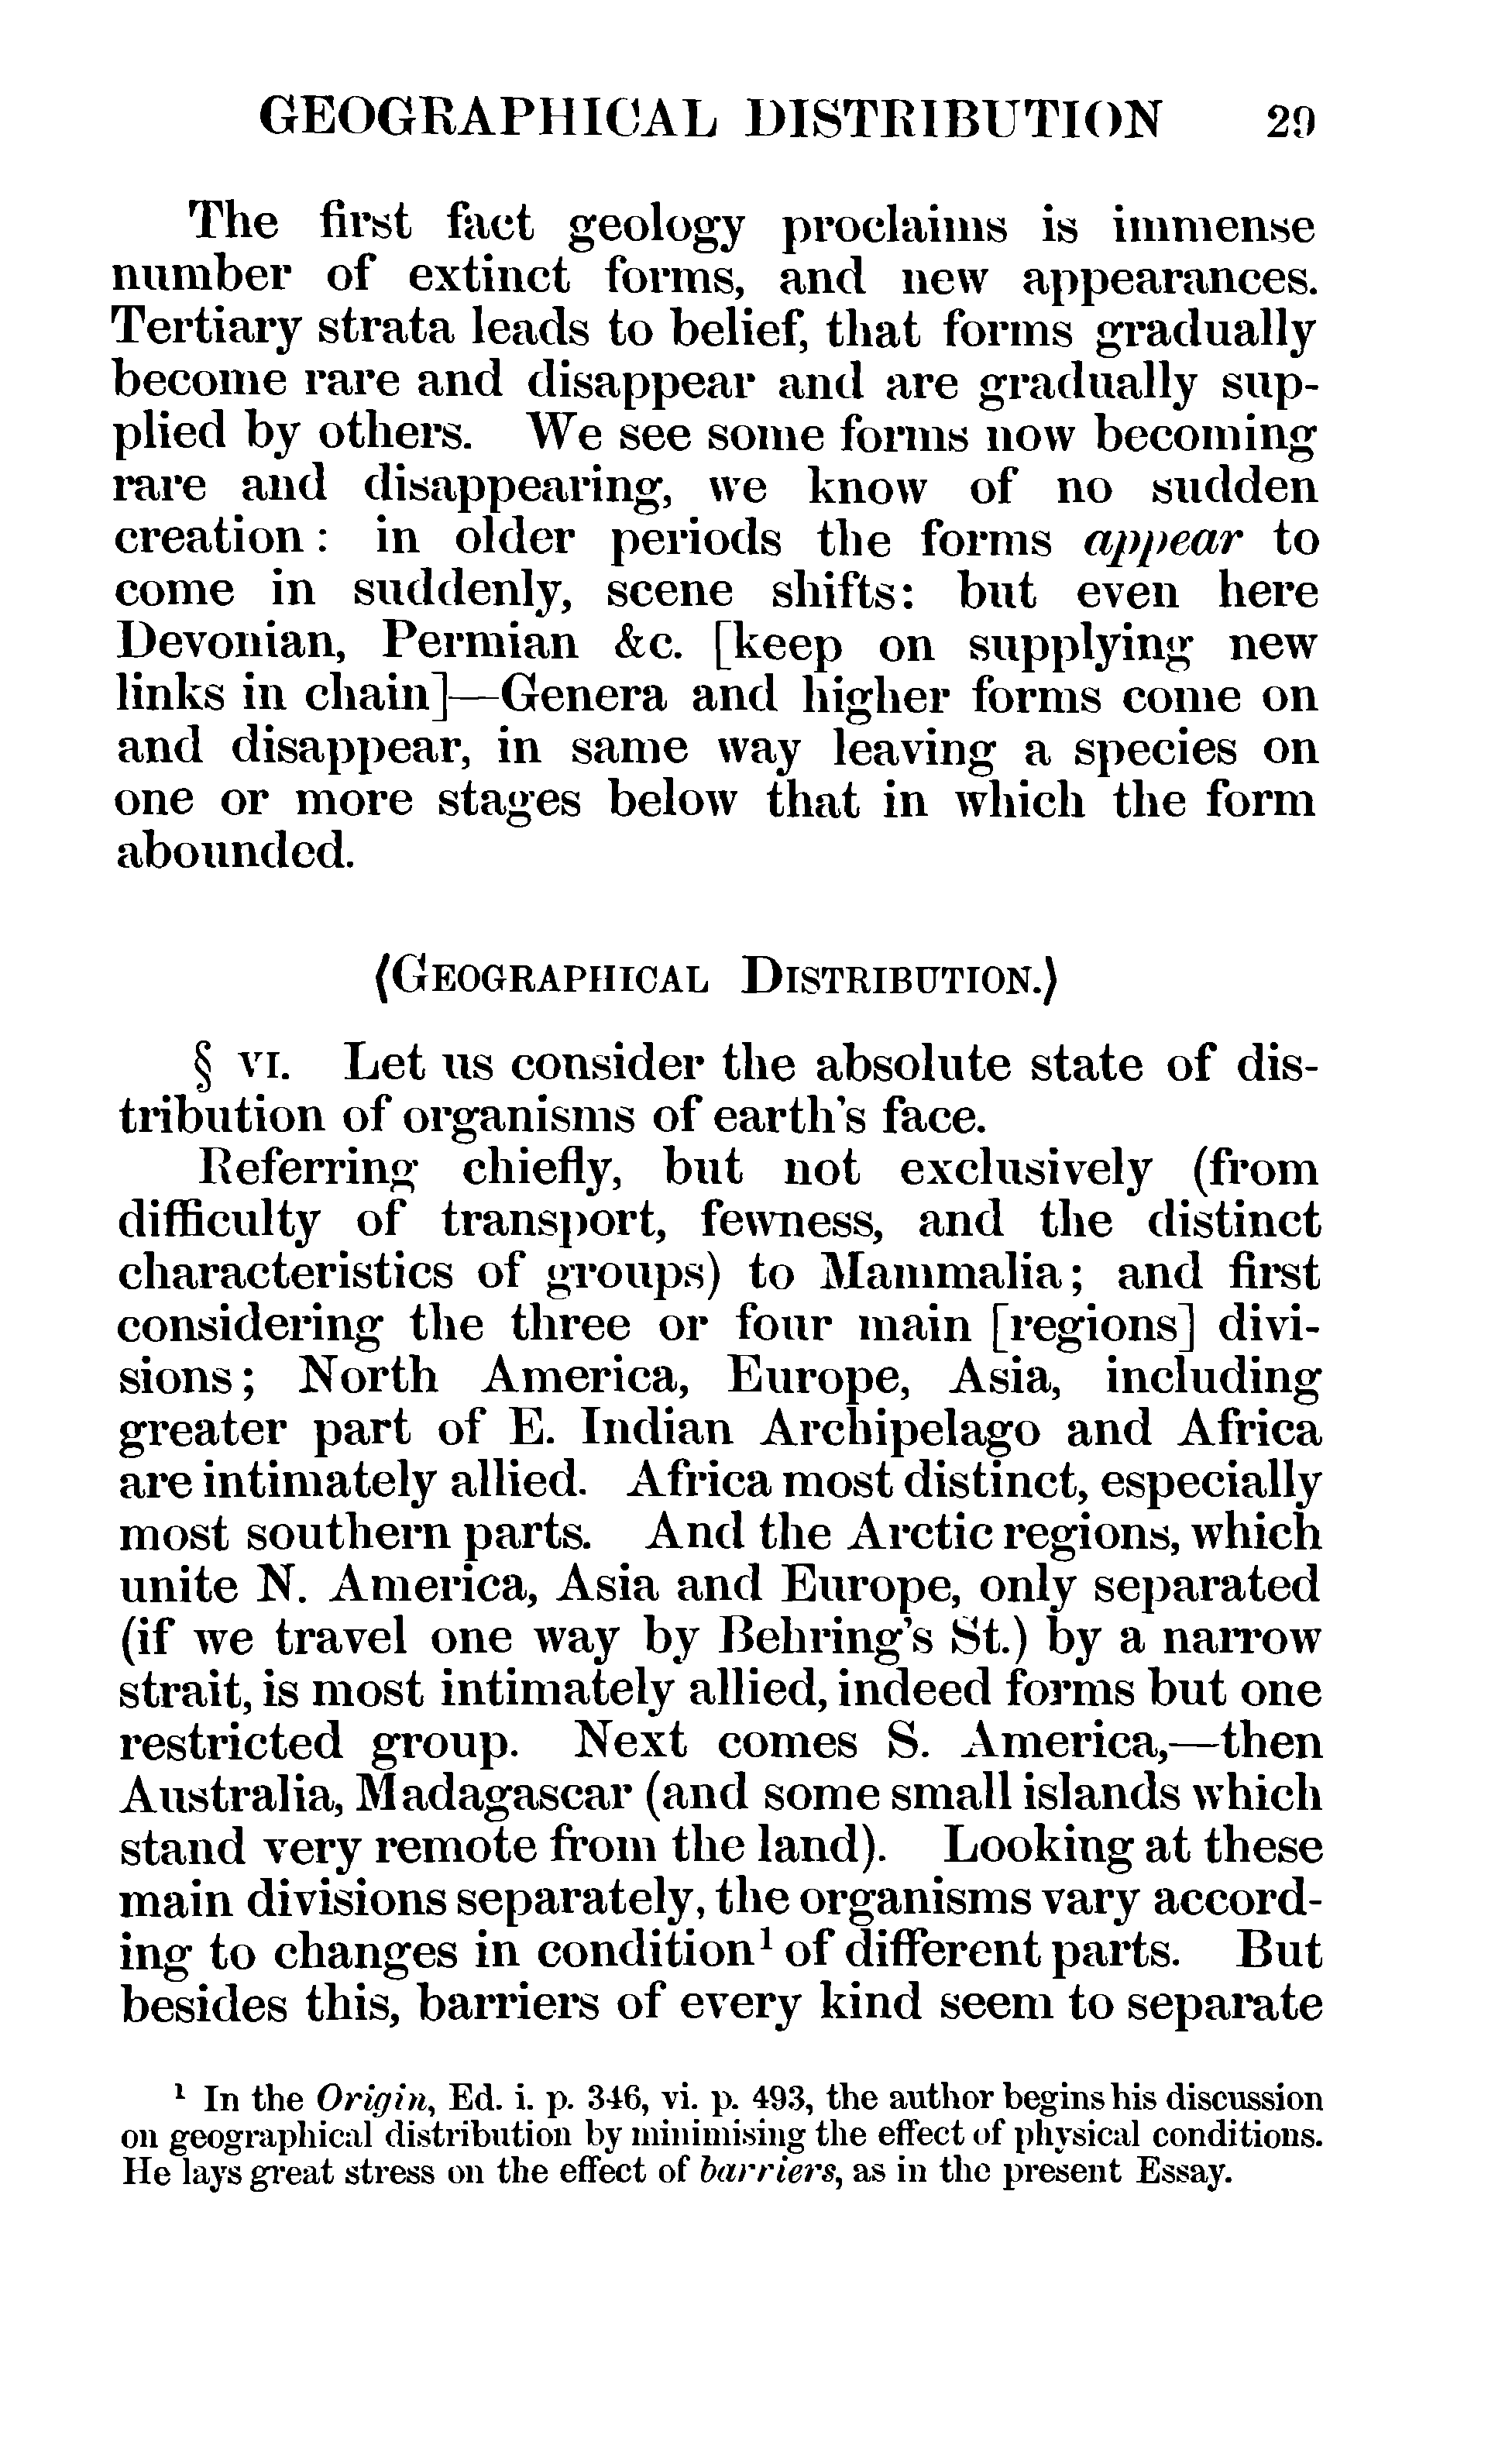 GEOGRAPHICAL DISTRIBUTION 29
The first fact geology proclaims is immense
number of extinct forms, and new appearances.
Tertiary strata leads to belief, that forms gradually
become rare and disappear and are gradually sup-
plied by others. We see some forms now becoming
rare and disappearing, we know of no sudden
creation: in older periods the forms appear to
come in suddenly, scene shifts: but even here
Devonian, Permian &c. [keep on supplying new
links in chain]—Genera and higher forms come on
and disappear, in same way leaving a species on
one or more stages below that in which the form
abounded.
⟨GEOGRAPHICAL DISTRIBUTION.⟩
§ VI. Let us consider the absolute state of dis-
tribution of organisms of earth's face.
Referring chiefly, but not exclusively (from
difficulty of transport, fewness, and the distinct
characteristics of groups) to Mammalia; and first
considering the three or four main [regions] divi-
sions; North America, Europe, Asia, including
greater part of E. Indian Archipelago and Africa
are intimately allied. Africa most distinct, especially
most southern parts. And the Arctic regions, which
unite N. America, Asia and Europe, only separated
(if we travel one way by Behring's St.) by a narrow
strait, is most intimately allied, indeed forms but one
restricted group. Next comes S. America,—then
Australia, Madagascar (and some small islands which
stand very remote from the land). Looking at these
main divisions separately, the organisms vary accord-
ing to changes in condition¹ of different parts. But
besides this, barriers of every kind seem to separate
¹ In the Origin, Ed. i. p. 346, vi. p. 493, the author begins his discussion
on geographical distribution by minimising the effect of physical conditions.
He lays great stress on the effect of barriers, as in the present Essay.